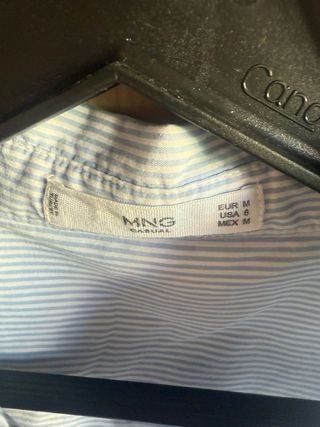 Cano
MNG
CASUAL
EUR M
USA 6
MEX M